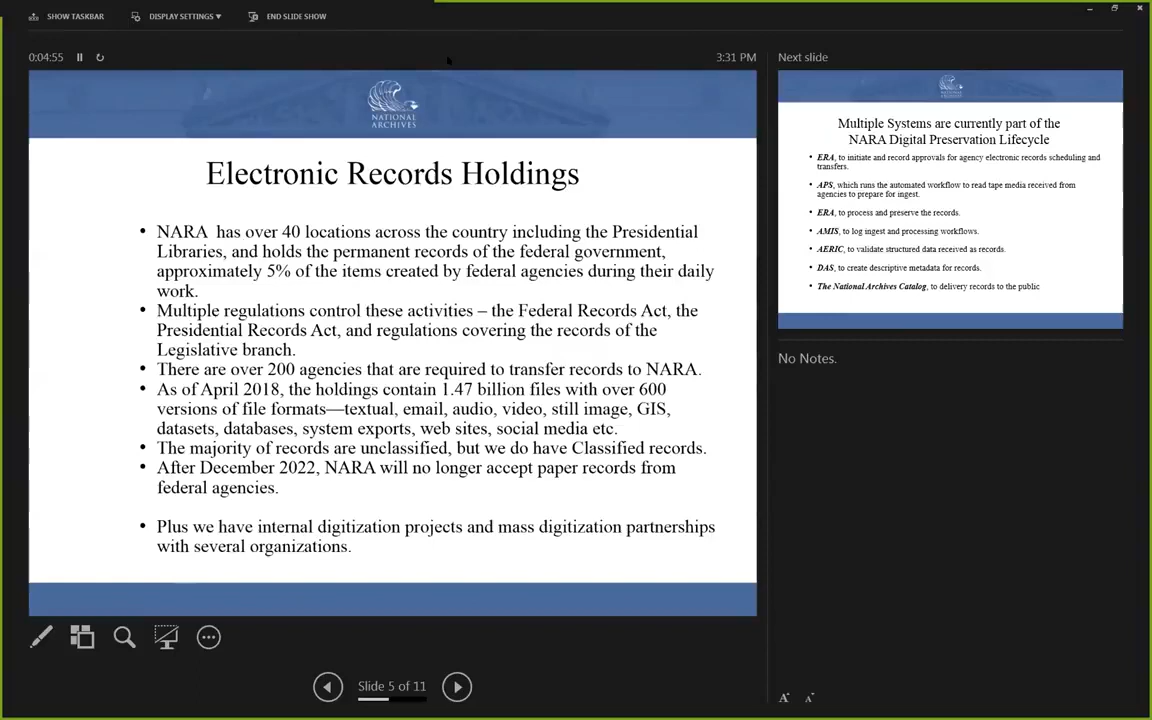 SHOW TASKBAR
DISPLAY SETTINGS ▼
END SLIDE SHOW
0:04:55
3:31 PM
NATIONAL
ARCHIVES
Electronic Records Holdings
• NARA has over 40 locations across the country including the Presidential
Libraries, and holds the permanent records of the federal government,
approximately 5% of the items created by federal agencies during their daily
work.
• Multiple regulations control these activities – the Federal Records Act, the
Presidential Records Act, and regulations covering the records of the
Legislative branch.
• There are over 200 agencies that are required to transfer records to NARA.
• As of April 2018, the holdings contain 1.47 billion files with over 600
versions of file formats—textual, email, audio, video, still image, GIS,
datasets, databases, system exports, web sites, social media etc.
• The majority of records are unclassified, but we do have Classified records.
• After December 2022, NARA will no longer accept paper records from
federal agencies.
• Plus we have internal digitization projects and mass digitization partnerships
with several organizations.
Slide 5 of 11
Next slide
Multiple Systems are currently part of the
NARA Digital Preservation Lifecycle
• ERA, to initiate and record approvals for agency electronic records scheduling and
transfers.
• APS, which runs the automated workflow to read tape media received from
agencies to prepare for ingest.
• ERA, to process and preserve the records.
• AMIS, to log ingest and processing workflows.
• AERIC, to validate structured data received as records.
• DAS, to create descriptive metadata for records.
• The National Archives Catalog, to delivery records to the public
No Notes.
A
A